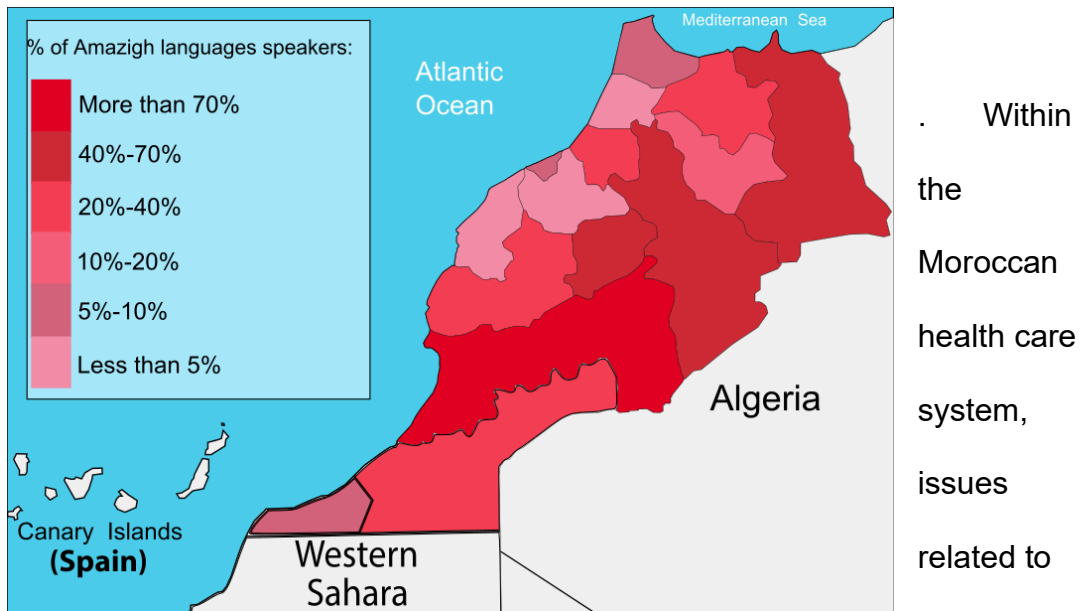 Mediterranean Sea
% of Amazigh languages speakers:
Atlantic
Ocean
More than 70%
40%-70%
20%-40%
10%-20%
5%-10%
Less than 5%
Algeria
Canary Islands
(Spain)
Western
Sahara
. Within
the
Moroccan
health care
system,
issues
related to